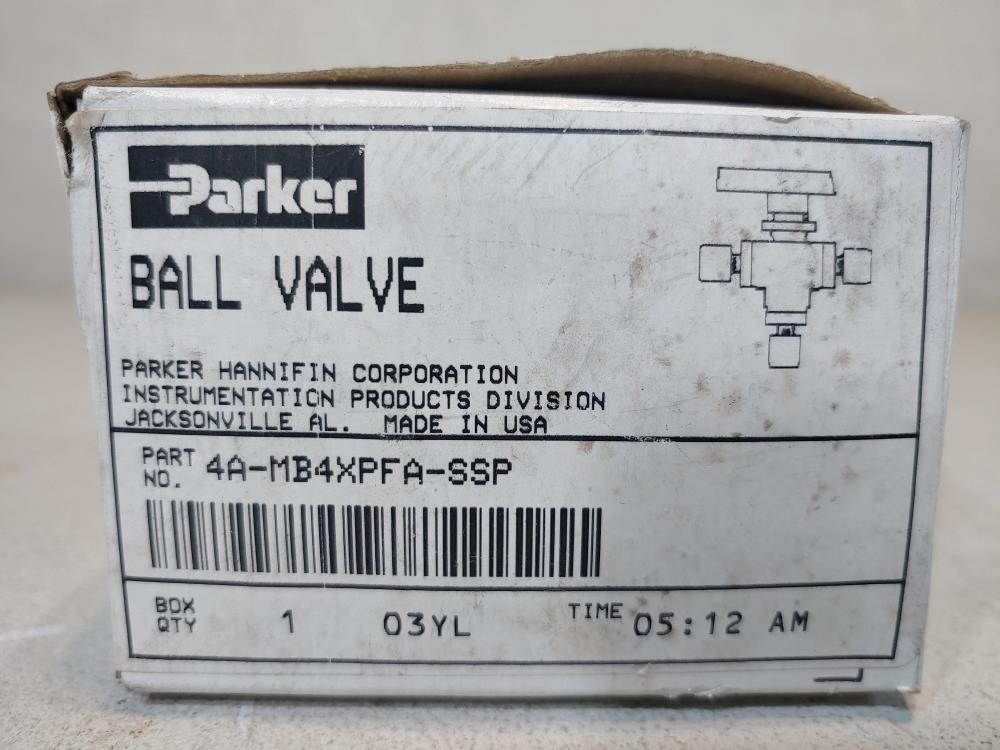 Parker
BALL VALVE
PARKER HANNIFIN CORPORATION
INSTRUMENTATION PRODUCTS DIVISION
JACKSONVILLE AL. MADE IN USA
PART NO. 4A-MB4XPFA-SSP
BOX QTY 1 03YL TIME 05:12 AM